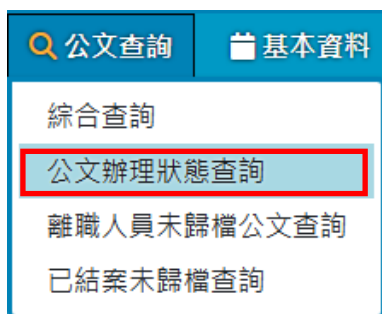 公文查詢 基本資料
綜合查詢
公文辦理狀態查詢
離職人員未歸檔公文查詢
已結案未歸檔查詢